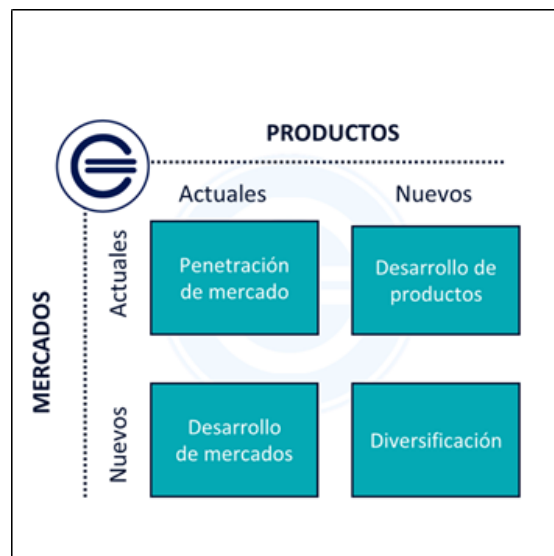 PRODUCTOS
Actuales
Nuevos
MERCADOS
Actuales
Penetración
de mercado
Desarrollo de
productos
Nuevos
Desarrollo
de mercados
Diversificación